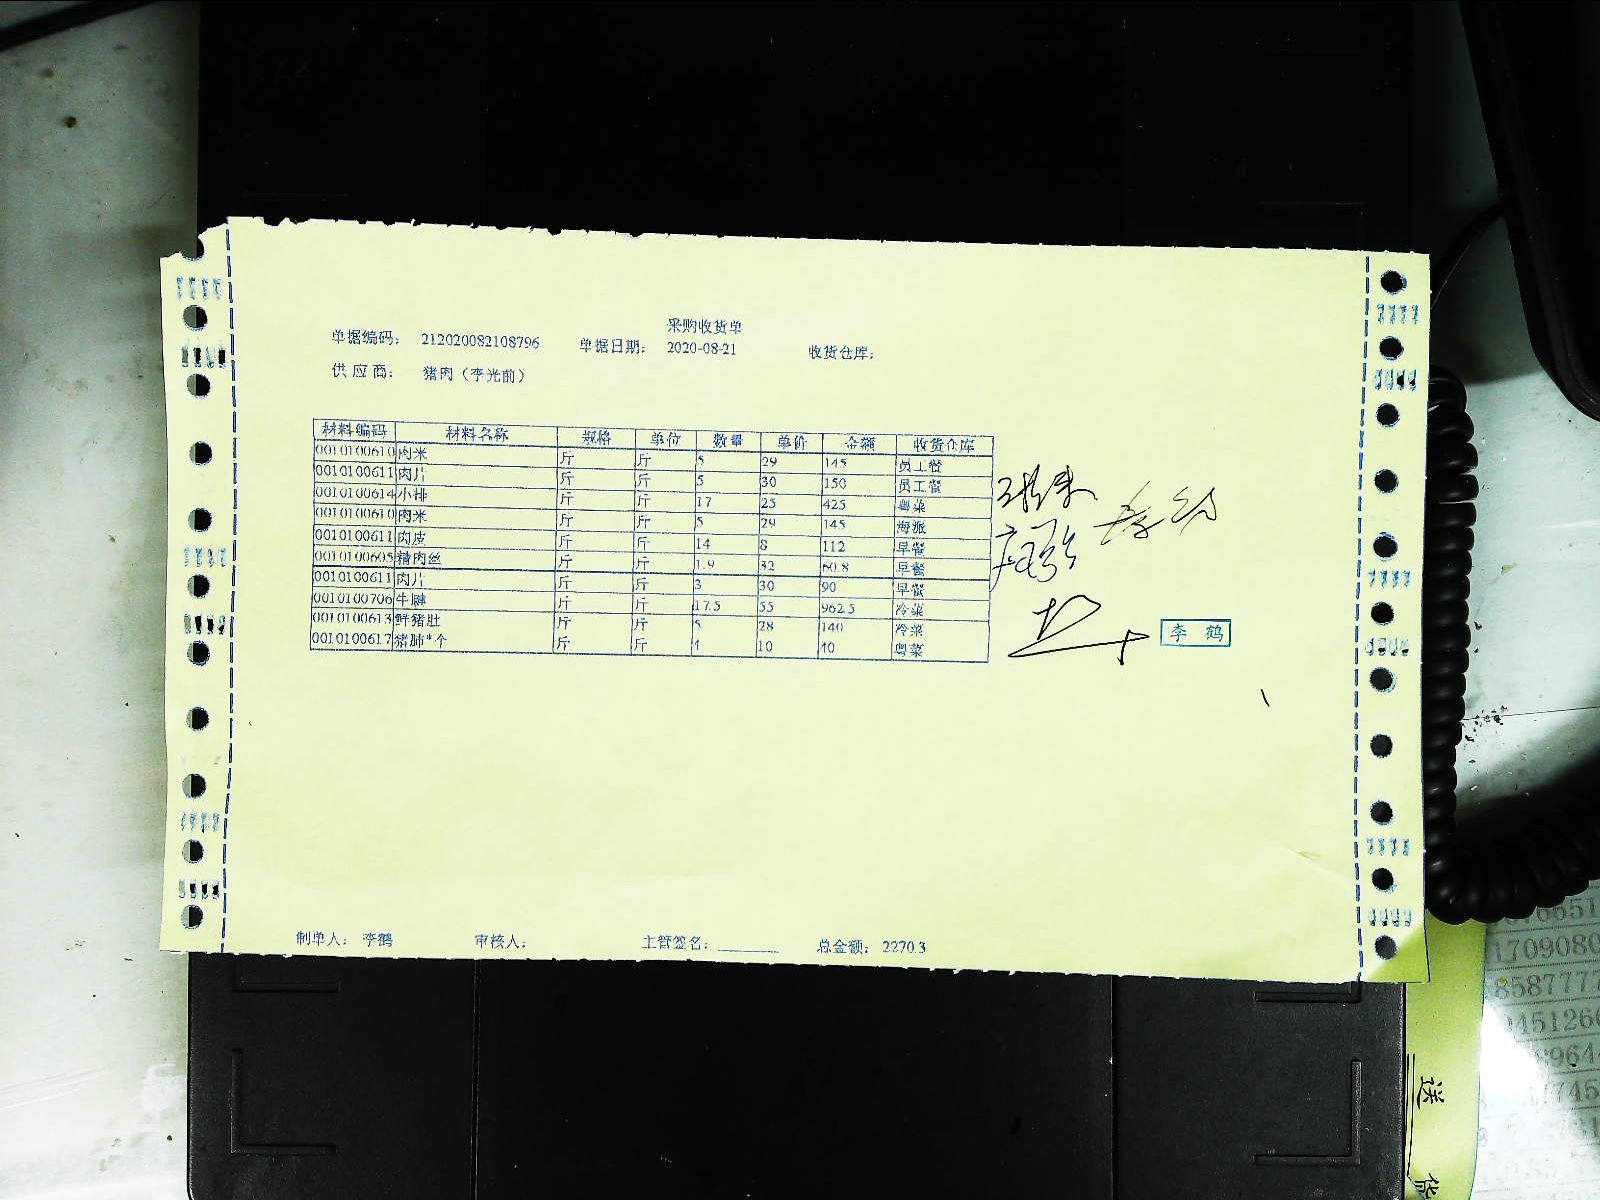 采购收货单
单据编码： 212020082108796 单据日期： 2020-08-21 收货仓库：
供应商： 猪肉（李光前）
材料编码 材料名称 规格 单位 数量 单价 金额 收货仓库
0010100610 肉米 斤 斤 5 29 145 员工餐
0010100611 肉片 斤 斤 5 30 150 员工餐
0010100614 小排 斤 斤 17 25 425 粤菜
0010100610 肉米 斤 斤 5 29 145 海派
0010100611 肉皮 斤 斤 14 8 112 早餐
0010100605 精肉丝 斤 斤 1.9 32 60.8 早餐
0010100611 肉片 斤 斤 3 30 90 早餐
0010100706 牛腱 斤 斤 17.5 55 962.5 冷菜
0010100613 鲜猪肚 斤 斤 5 28 140 冷菜
0010100617 猪肺*个 斤 斤 4 10 40 粤菜
李鹤
制单人： 李鹤 审核人： 主管签名： 总金额： 2270.3
送
货